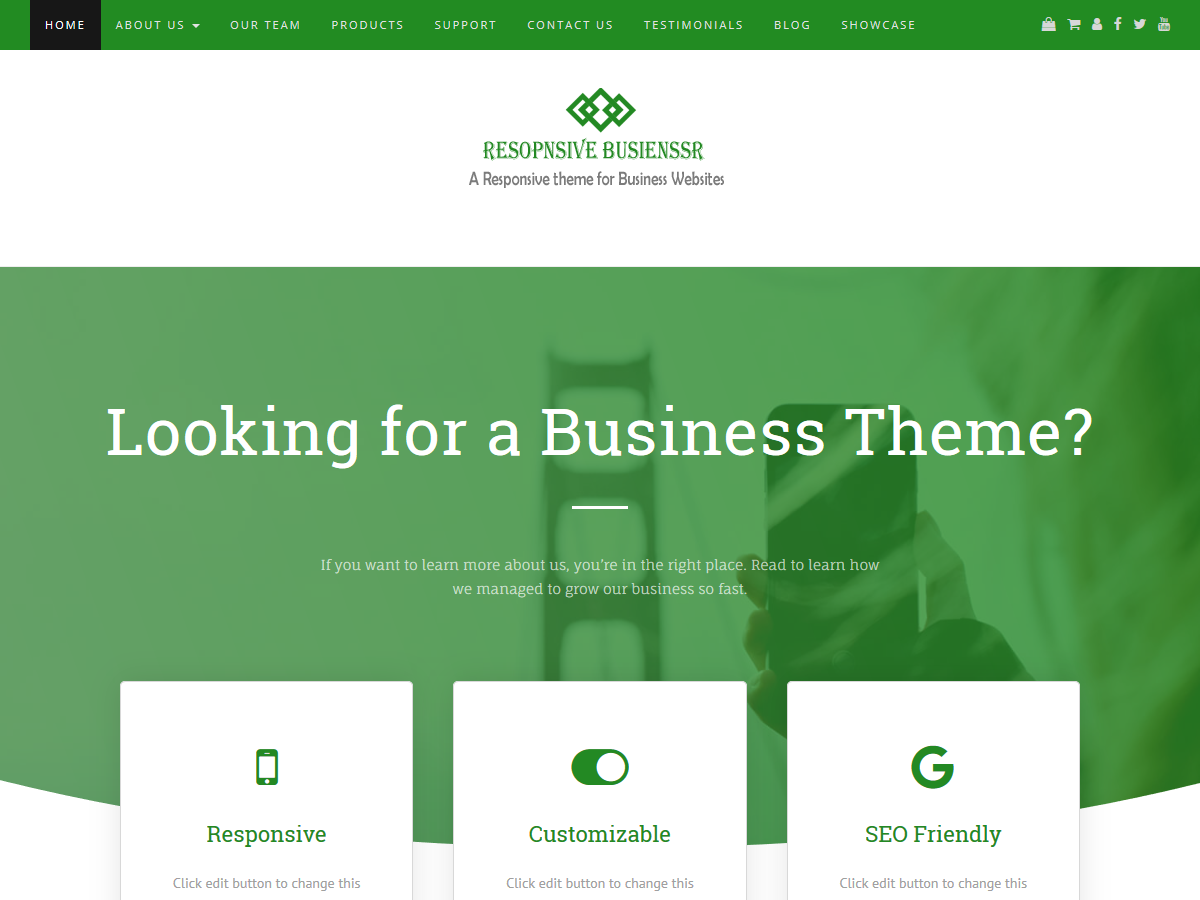 HOME ABOUT US OUR TEAM PRODUCTS SUPPORT CONTACT US TESTIMONIALS BLOG SHOWCASE
RESOPNSIVE BUSIENSSR
A Responsive theme for Business Websites
Looking for a Business Theme?
If you want to learn more about us, you're in the right place. Read to learn how
we managed to grow our business so fast.
Responsive Customizable SEO Friendly
Click edit button to change this Click edit button to change this Click edit button to change this